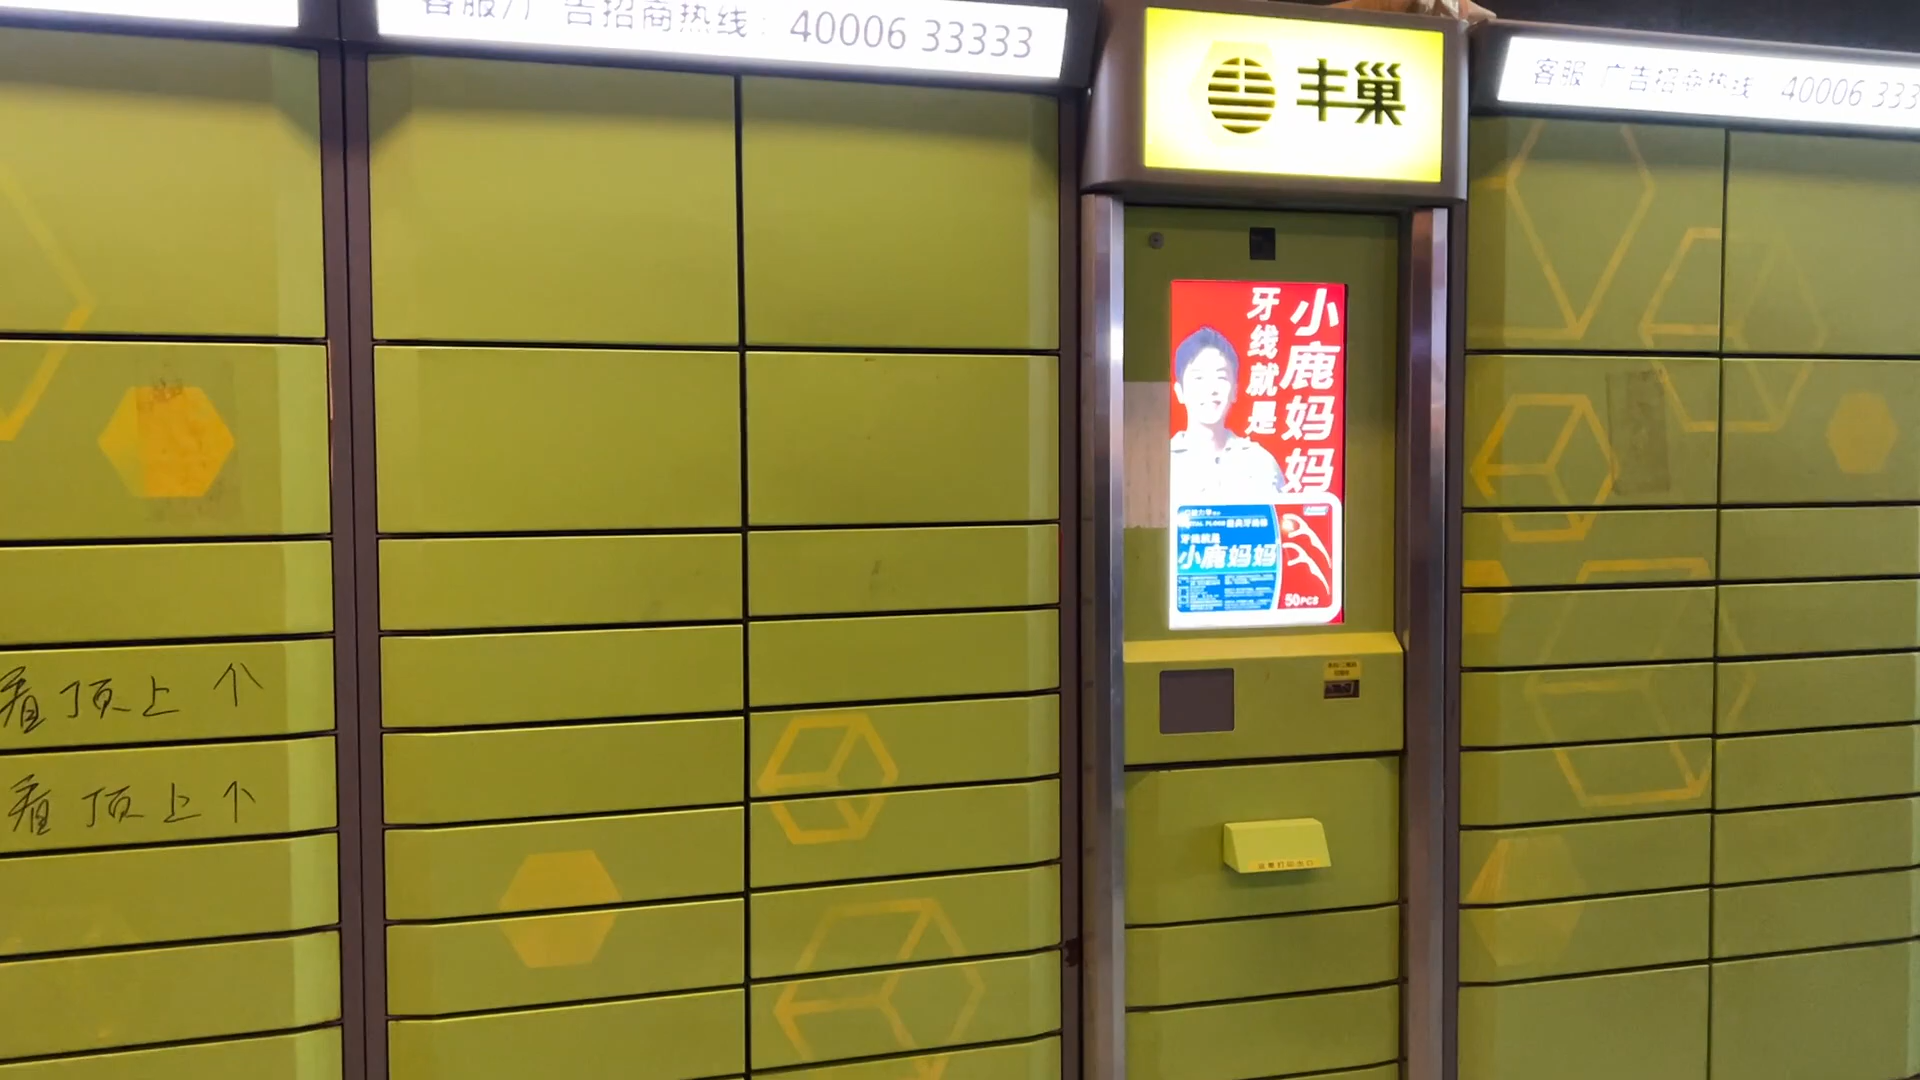 客服/广告招商热线：40006 33333
丰巢
客服 广告招商热线 40006 333
小鹿妈妈
牙线就是
牙线就是
小鹿妈妈
50PCS
看顶上个
看顶上个